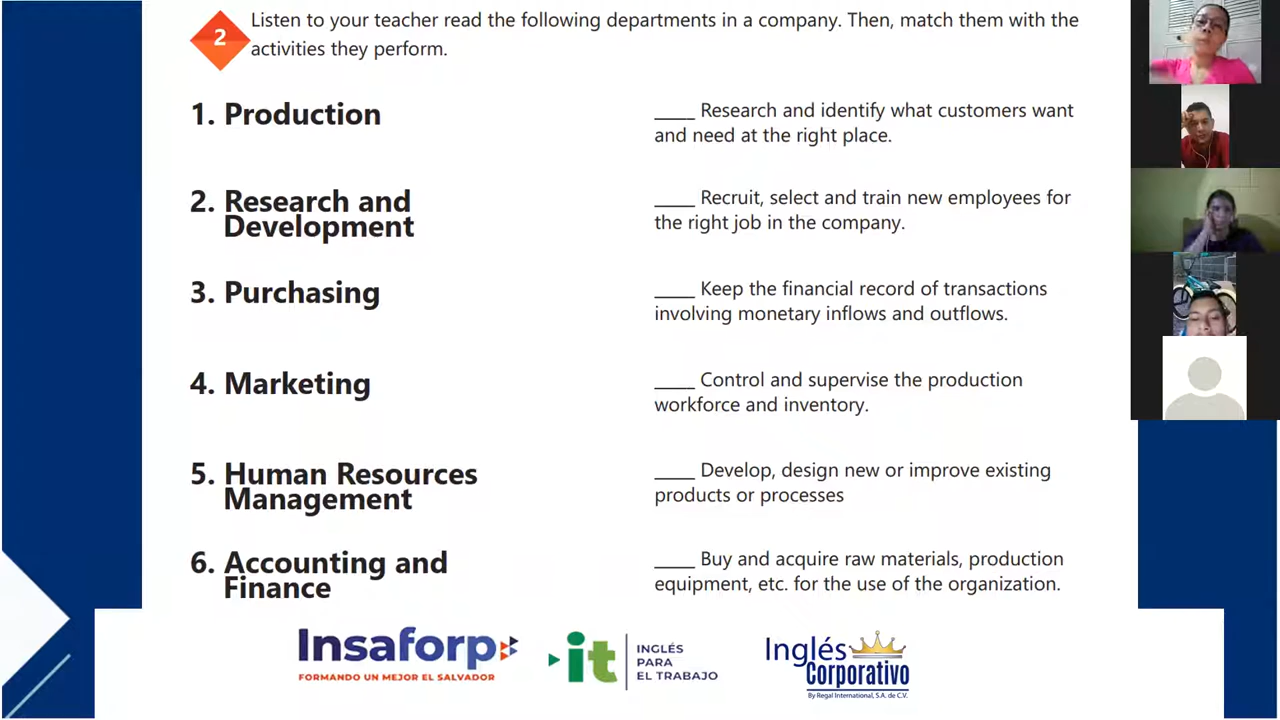 2
Listen to your teacher read the following departments in a company. Then, match them with the
activities they perform.
1. Production
____ Research and identify what customers want
and need at the right place.
2. Research and
Development
____ Recruit, select and train new employees for
the right job in the company.
3. Purchasing
____ Keep the financial record of transactions
involving monetary inflows and outflows.
4. Marketing
____ Control and supervise the production
workforce and inventory.
5. Human Resources
Management
____ Develop, design new or improve existing
products or processes
6. Accounting and
Finance
____ Buy and acquire raw materials, production
equipment, etc. for the use of the organization.
Insaforp
FORMANDO UN MEJOR EL SALVADOR
it
INGLÉS
PARA
EL TRABAJO
Inglés
Corporativo
By Regal International, S.A. de C.V.